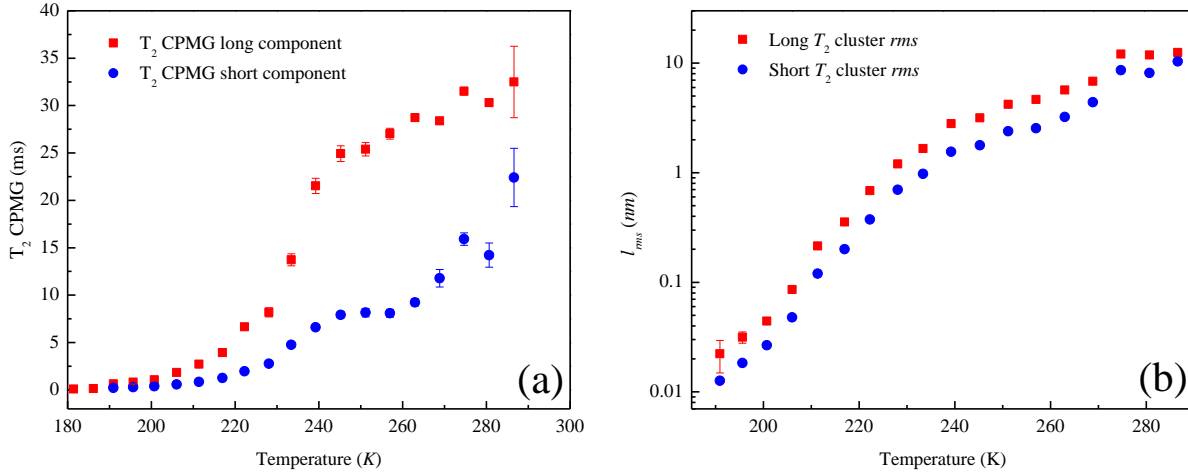 T2 CPMG (ms)
40
35
30
25
20
15
10
5
0
T2 CPMG long component
T2 CPMG short component
(a)
180 200 220 240 260 280 300
Temperature (K)
l rms (nm)
10
1
0.1
0.01
Long T2 cluster rms
Short T2 cluster rms
(b)
200 220 240 260 280
Temperature (K)